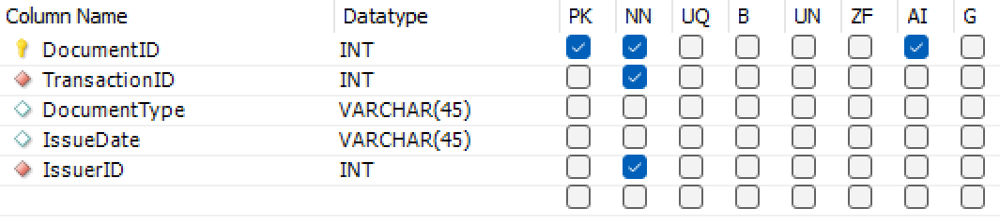 Column Name Datatype PK NN UQ B UN ZF AI G
DocumentID INT
TransactionID INT
DocumentType VARCHAR(45)
IssueDate VARCHAR(45)
IssuerID INT